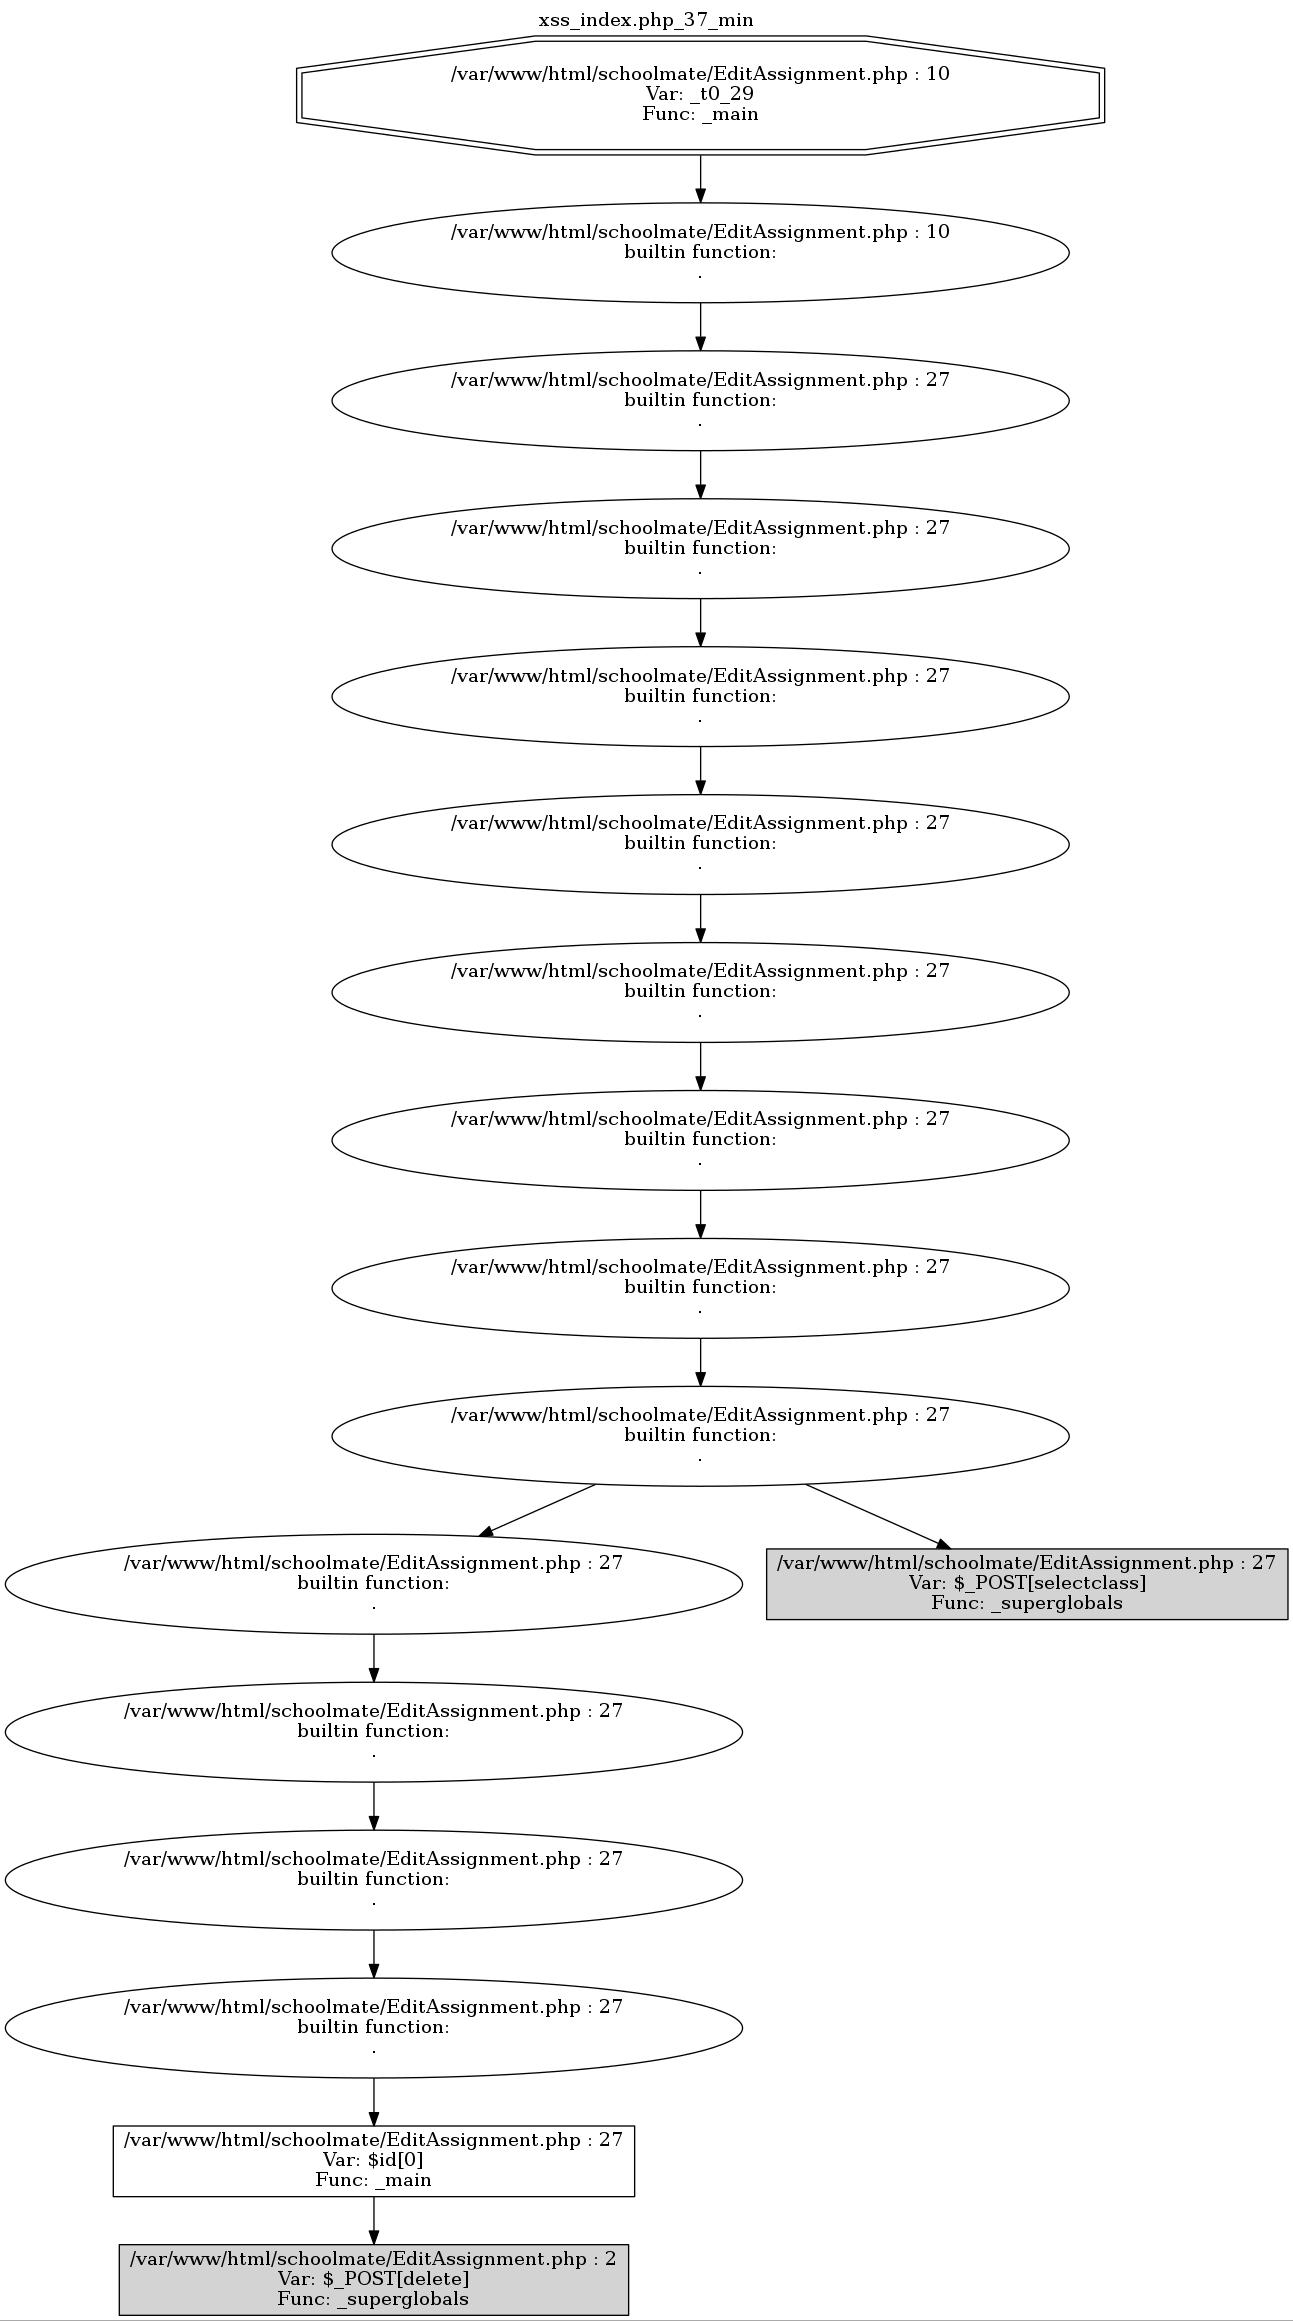 xss_index.php_37_min
/var/www/html/schoolmate/EditAssignment.php : 10
Var: _t0_29
Func: _main
/var/www/html/schoolmate/EditAssignment.php : 10
builtin function:
.
/var/www/html/schoolmate/EditAssignment.php : 27
builtin function:
.
/var/www/html/schoolmate/EditAssignment.php : 27
builtin function:
.
/var/www/html/schoolmate/EditAssignment.php : 27
builtin function:
.
/var/www/html/schoolmate/EditAssignment.php : 27
builtin function:
.
/var/www/html/schoolmate/EditAssignment.php : 27
builtin function:
.
/var/www/html/schoolmate/EditAssignment.php : 27
builtin function:
.
/var/www/html/schoolmate/EditAssignment.php : 27
builtin function:
.
/var/www/html/schoolmate/EditAssignment.php : 27
builtin function:
.
/var/www/html/schoolmate/EditAssignment.php : 27
builtin function:
.
/var/www/html/schoolmate/EditAssignment.php : 27
Var: $_POST[selectclass]
Func: _superglobals
/var/www/html/schoolmate/EditAssignment.php : 27
builtin function:
.
/var/www/html/schoolmate/EditAssignment.php : 27
builtin function:
.
/var/www/html/schoolmate/EditAssignment.php : 27
builtin function:
.
/var/www/html/schoolmate/EditAssignment.php : 27
Var: $id[0]
Func: _main
/var/www/html/schoolmate/EditAssignment.php : 2
Var: $_POST[delete]
Func: _superglobals